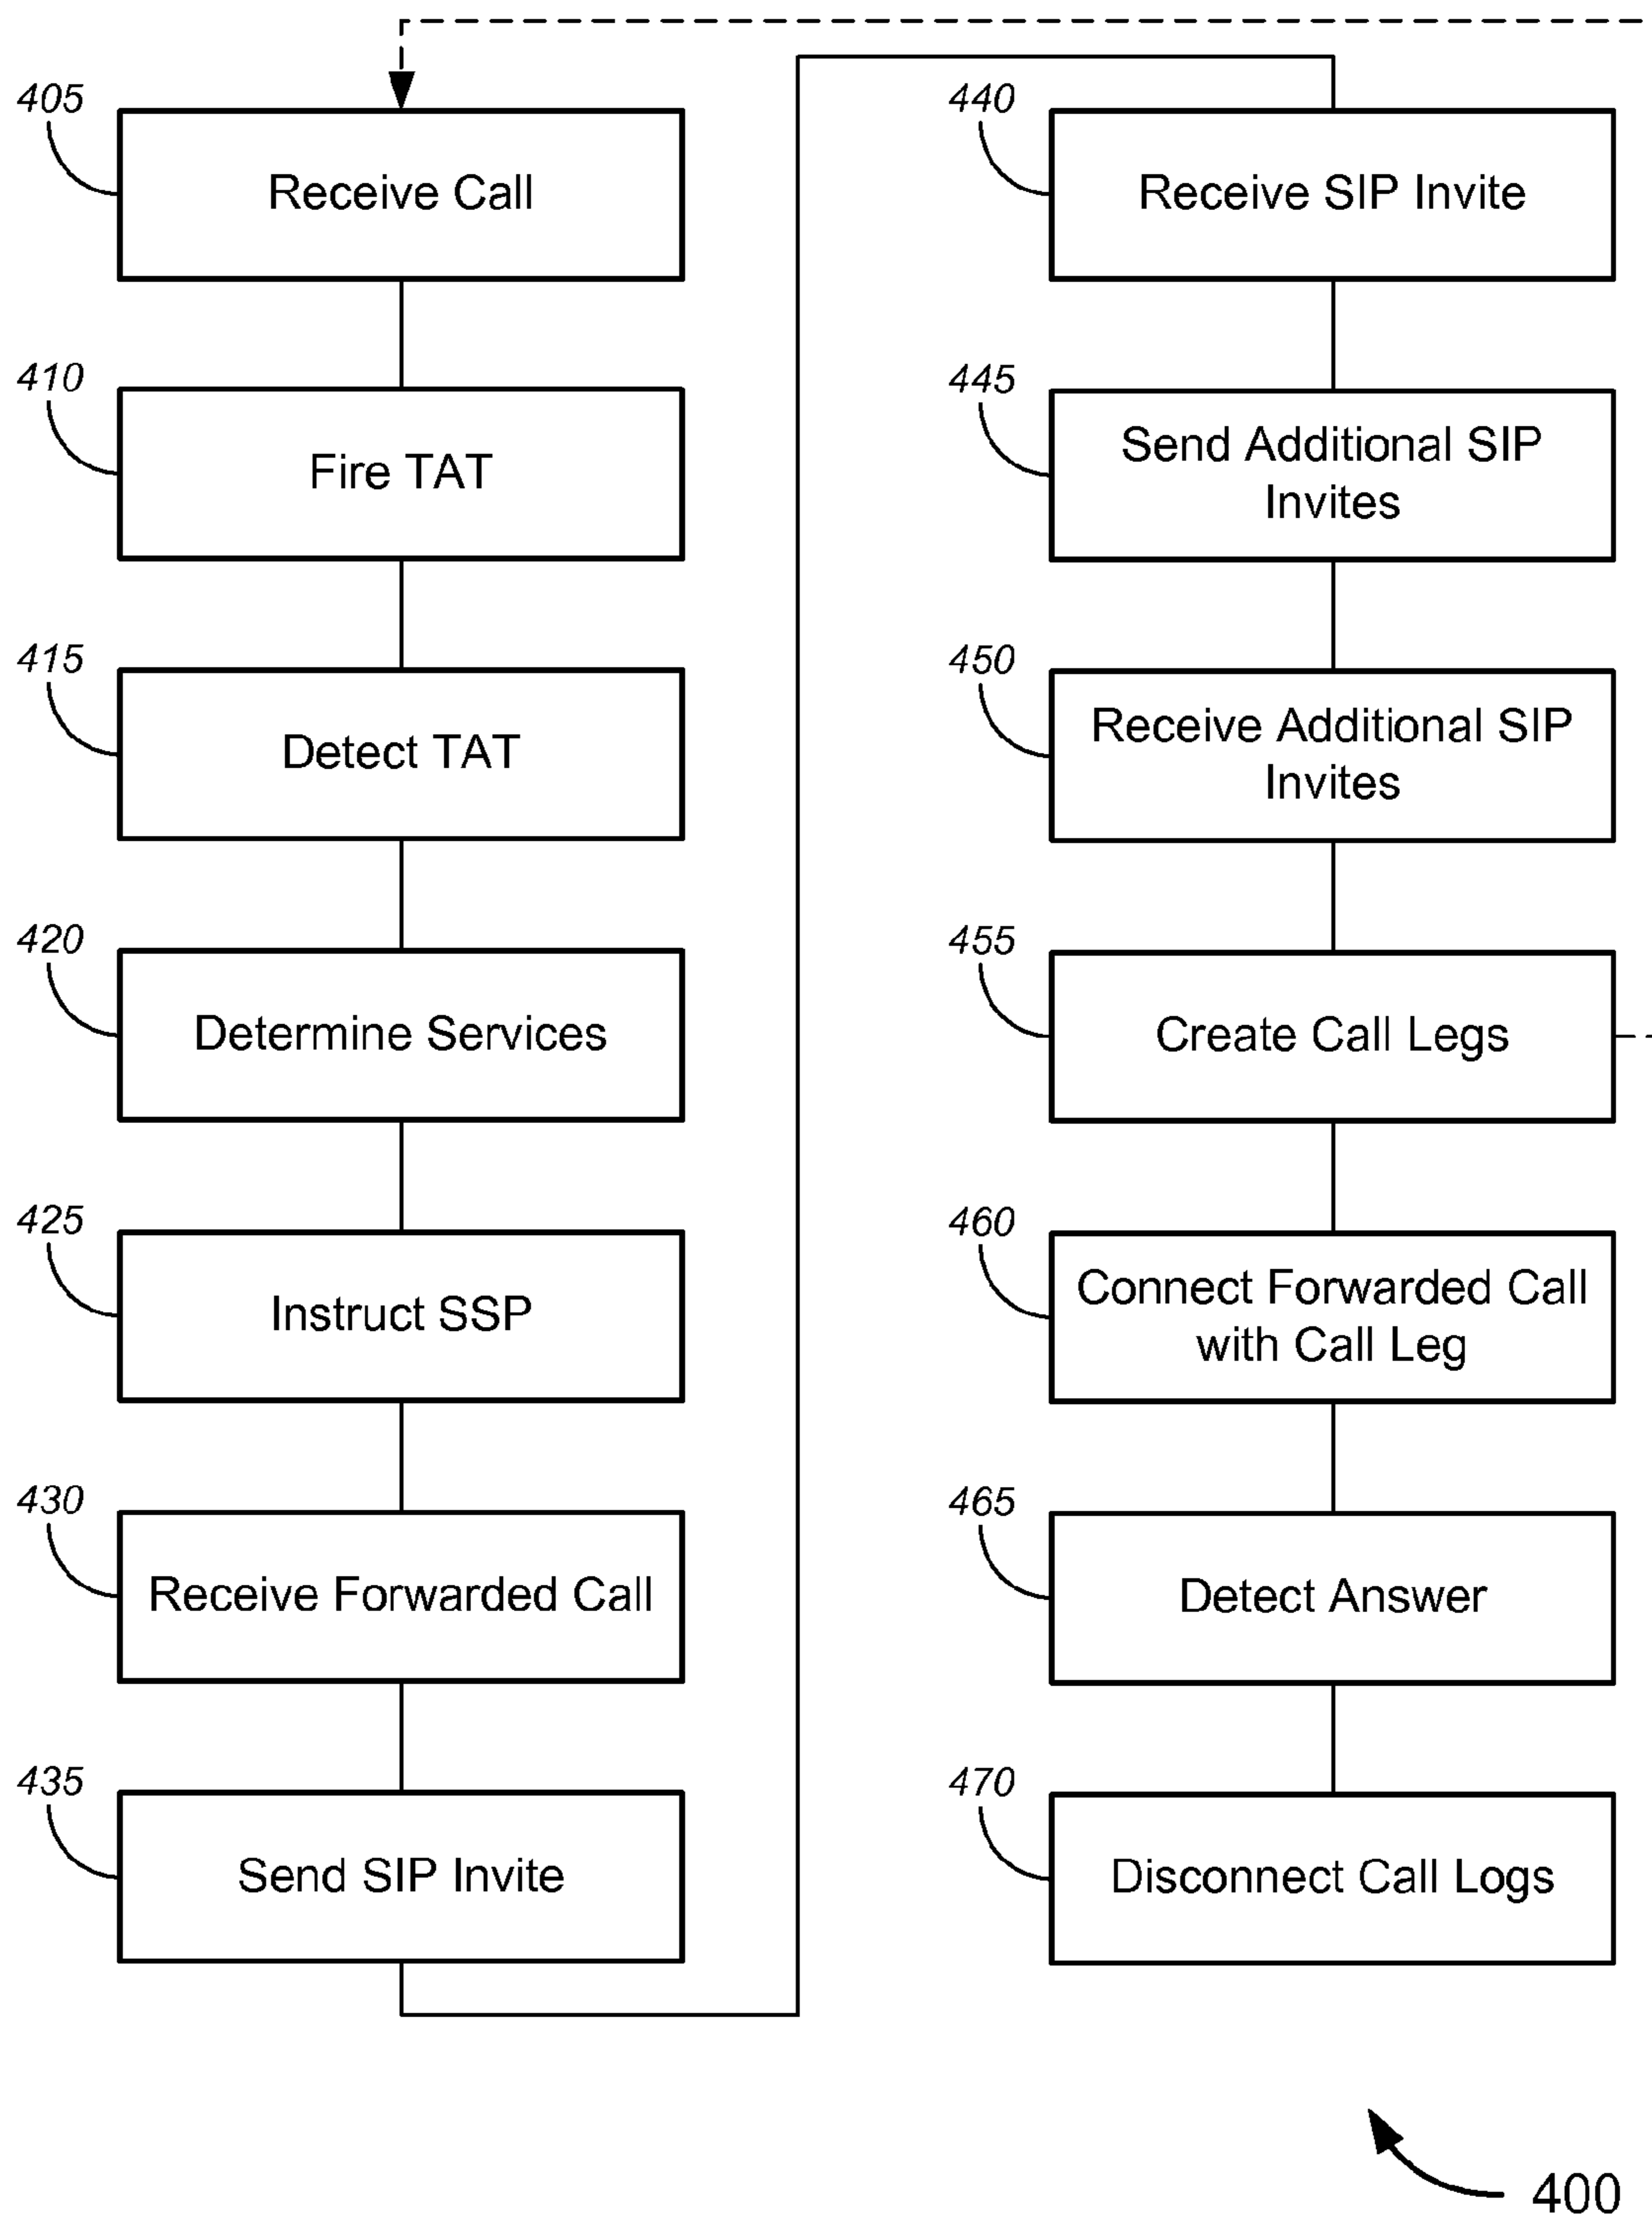 405
Receive Call
410
Fire TAT
415
Detect TAT
420
Determine Services
425
Instruct SSP
430
Receive Forwarded Call
435
Send SIP Invite
440
Receive SIP Invite
445
Send Additional SIP
Invites
450
Receive Additional SIP
Invites
455
Create Call Legs
460
Connect Forwarded Call
with Call Leg
465
Detect Answer
470
Disconnect Call Logs
400